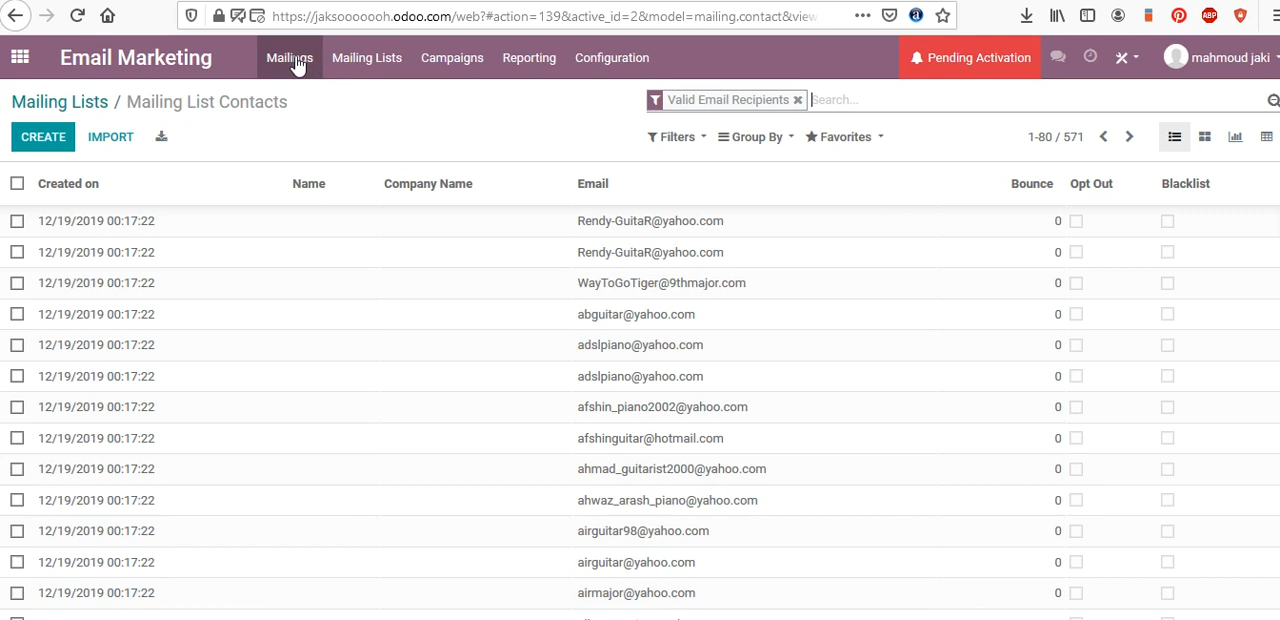 https://jaksooooooh.odoo.com/web?#action=139&active_id=2&model=mailing.contact&view
ABP
Email Marketing Mailings Mailing Lists Campaigns Reporting Configuration Pending Activation mahmoud jaki
Mailing Lists / Mailing List Contacts Valid Email Recipients × Search...
CREATE IMPORT Filters Group By Favorites 1-80 / 571
Created on Name Company Name Email Bounce Opt Out Blacklist
12/19/2019 00:17:22 Rendy-GuitaR@yahoo.com 0
12/19/2019 00:17:22 Rendy-GuitaR@yahoo.com 0
12/19/2019 00:17:22 WayToGoTiger@9thmajor.com 0
12/19/2019 00:17:22 abguitar@yahoo.com 0
12/19/2019 00:17:22 adslpiano@yahoo.com 0
12/19/2019 00:17:22 adslpiano@yahoo.com 0
12/19/2019 00:17:22 afshin_piano2002@yahoo.com 0
12/19/2019 00:17:22 afshinguitar@hotmail.com 0
12/19/2019 00:17:22 ahmad_guitarist2000@yahoo.com 0
12/19/2019 00:17:22 ahwaz_arash_piano@yahoo.com 0
12/19/2019 00:17:22 airguitar98@yahoo.com 0
12/19/2019 00:17:22 airguitar@yahoo.com 0
12/19/2019 00:17:22 airmajor@yahoo.com 0